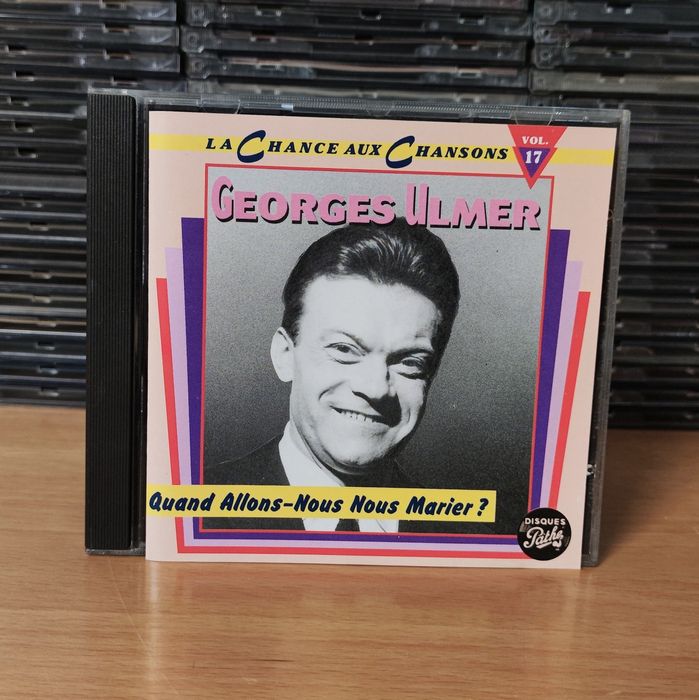 LA CHANCE AUX CHANSONS
VOL.
17
GEORGES ULMER
Quand Allons-Nous Nous Marier ?
DISQUES
Pathé